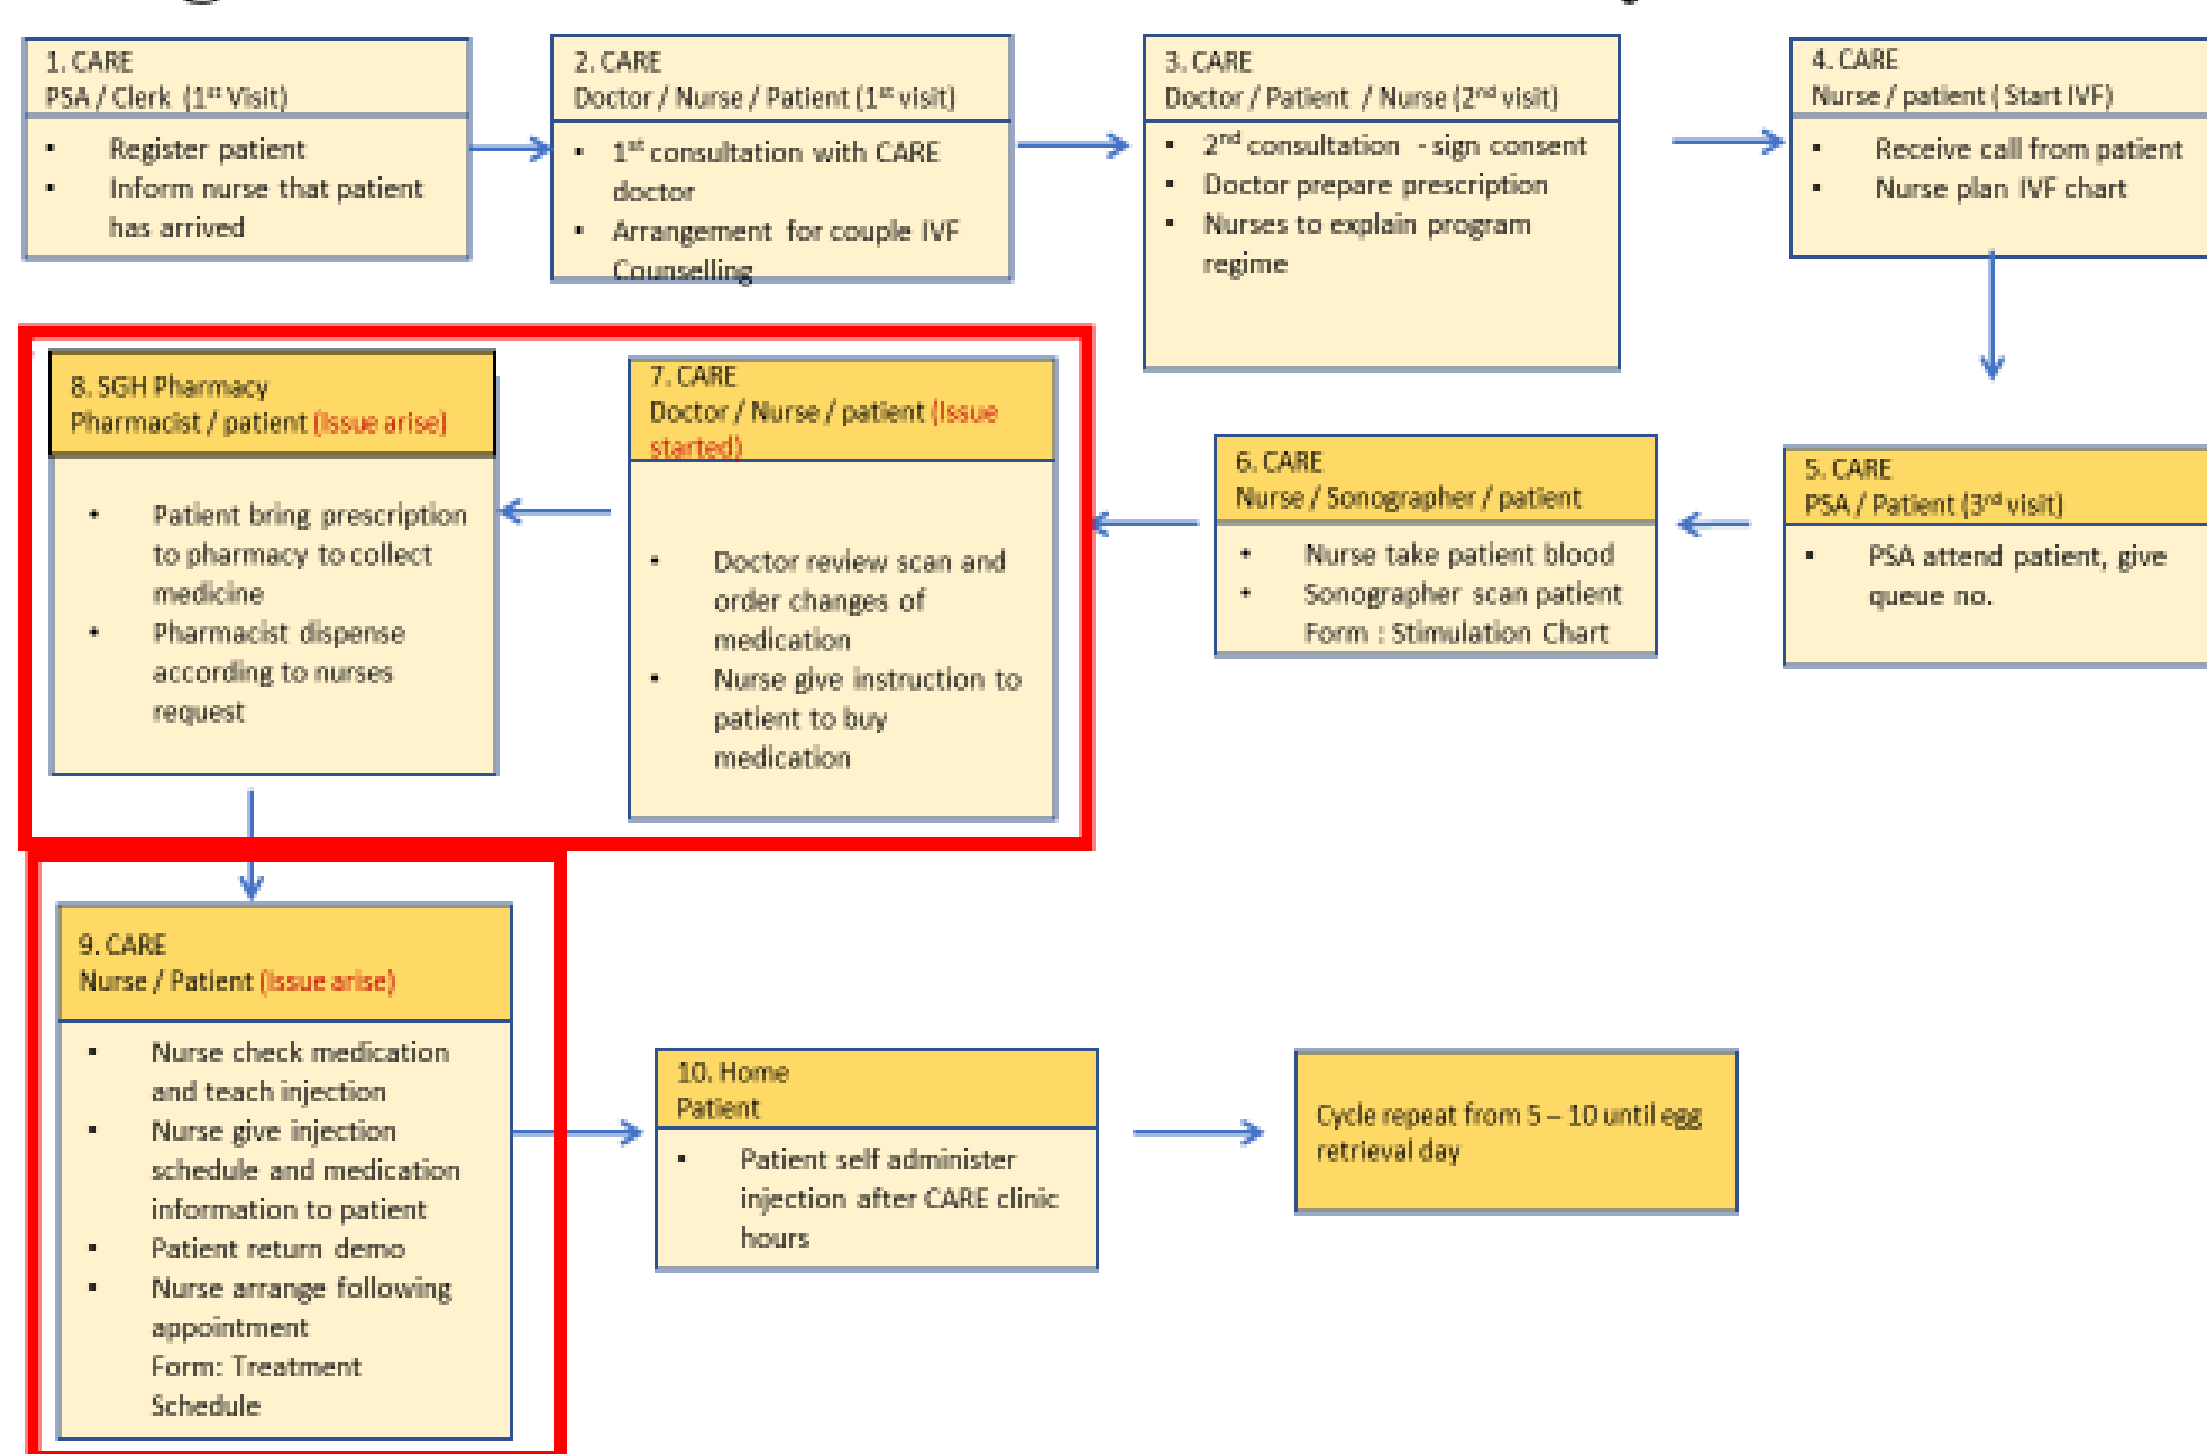 1. CARE
PSA / Clerk (1st Visit)
▪ Register patient
▪ Inform nurse that patient
has arrived
2. CARE
Doctor / Nurse / Patient (1st visit)
▪ 1st consultation with CARE
doctor
▪ Arrangement for couple IVF
Counselling
3. CARE
Doctor / Patient / Nurse (2nd visit)
▪ 2nd consultation - sign consent
▪ Doctor prepare prescription
▪ Nurses to explain program
regime
4. CARE
Nurse / patient ( Start IVF)
▪ Receive call from patient
▪ Nurse plan IVF chart
5. CARE
PSA / Patient (3rd visit)
▪ PSA attend patient, give
queue no.
6. CARE
Nurse / Sonographer / patient
• Nurse take patient blood
• Sonographer scan patient
Form : Stimulation Chart
7. CARE
Doctor / Nurse / patient (Issue
started)
• Doctor review scan and
order changes of
medication
• Nurse give instruction to
patient to buy
medication
8. SGH Pharmacy
Pharmacist / patient (Issue arise)
• Patient bring prescription
to pharmacy to collect
medicine
• Pharmacist dispense
according to nurses
request
9. CARE
Nurse / Patient (Issue arise)
▪ Nurse check medication
and teach injection
▪ Nurse give injection
schedule and medication
information to patient
▪ Patient return demo
▪ Nurse arrange following
appointment
Form: Treatment
Schedule
10. Home
Patient
▪ Patient self administer
injection after CARE clinic
hours
Cycle repeat from 5 – 10 until egg
retrieval day